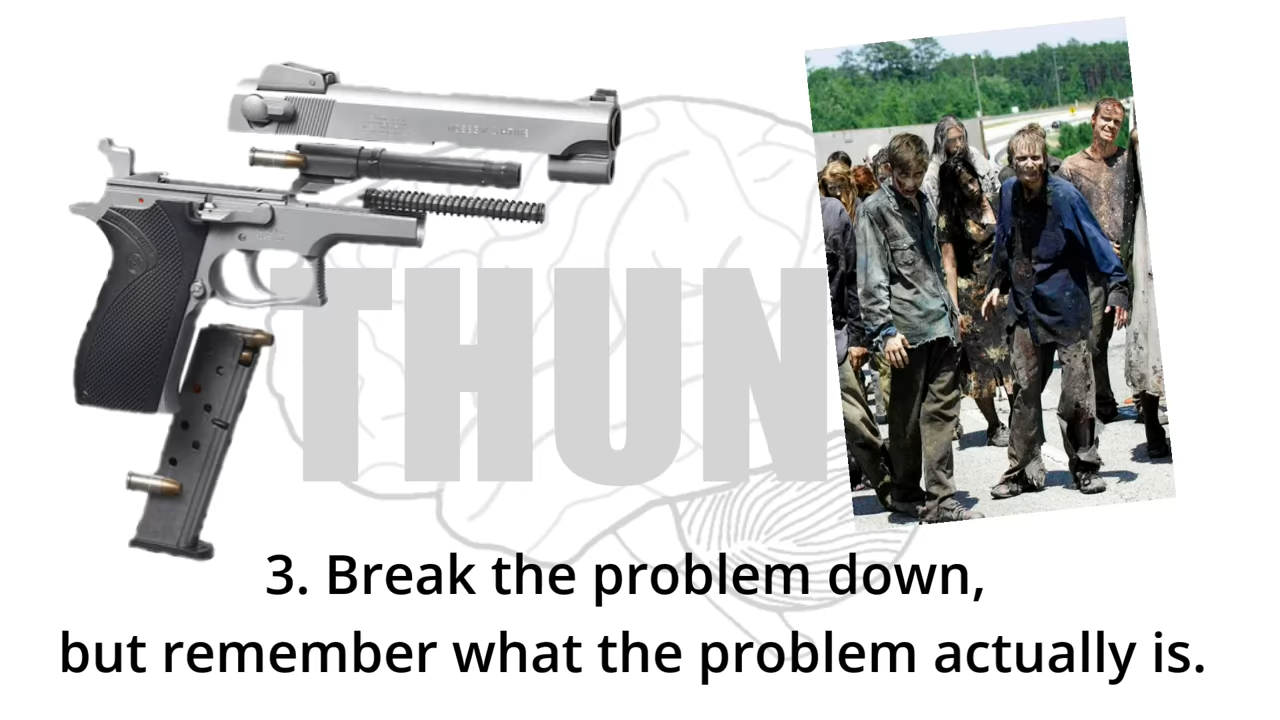 THUN
3. Break the problem down,
but remember what the problem actually is.